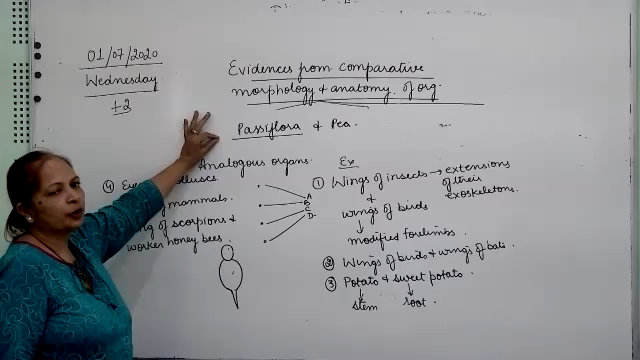 01/07/2020
Wednesday
+2
Evidences from comparative
morphology & anatomy of org.
Passiflora & Pea.
Analogous organs.
Ex
① Wings of insects → extensions
of their
exoskeletons.
&
wings of birds
↓
modified forelimbs.
② Wings of birds & wings of bats.
③ Potato & sweet potato.
↓ ↓
stem root.
④
mammals.
of scorpions &
worker honey bees.
A
B
C
D.